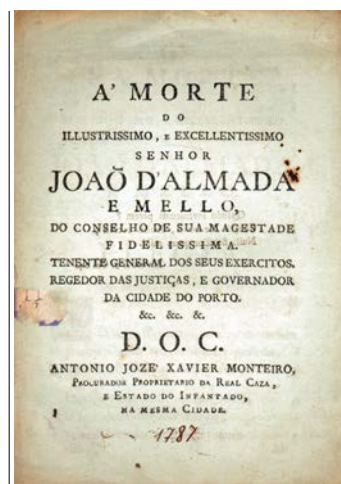 A' MORTE
DO
ILLUSTRISSIMO, E EXCELLENTISSIMO
SENHOR
JOAÕ D'ALMADA
E MELLO,
DO CONSELHO DE SUA MAGESTADE
FIDELISSIMA.
TENENTE GENERAL DOS SEUS EXERCITOS.
REGEDOR DAS JUSTIÇAS, E GOVERNADOR
DA CIDADE DO PORTO.
&c. &c. &.
D. O. C.
ANTONIO JOZE' XAVIER MONTEIRO,
PROCURADOR PROPRIETARIO DA REAL CAZA,
E ESTADO DO INFANTADO,
NA MESMA CIDADE.
1787